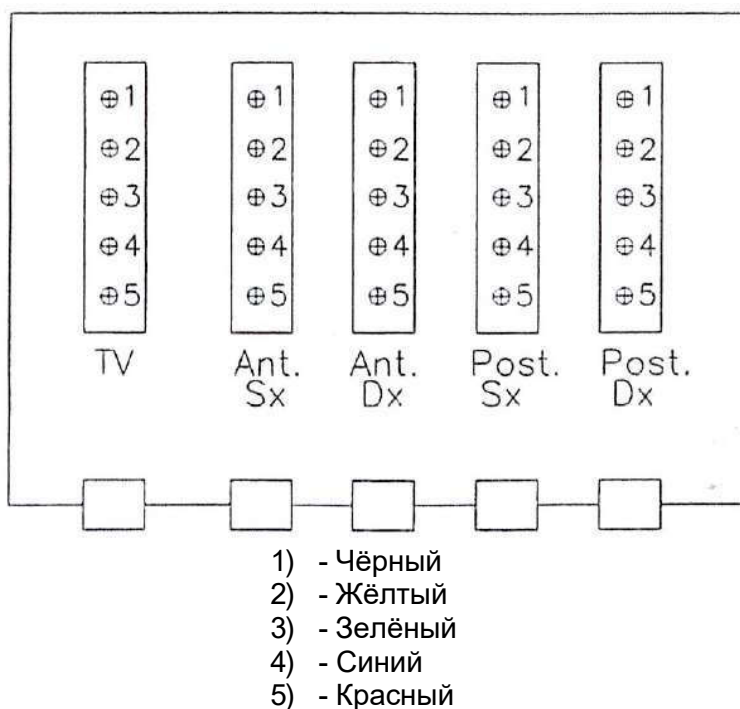 1 1 1 1 1
2 2 2 2 2
3 3 3 3 3
4 4 4 4 4
5 5 5 5 5
TV Ant. Ant. Post. Post.
Sx Dx Sx Dx
1) - Чёрный
2) - Жёлтый
3) - Зелёный
4) - Синий
5) - Красный